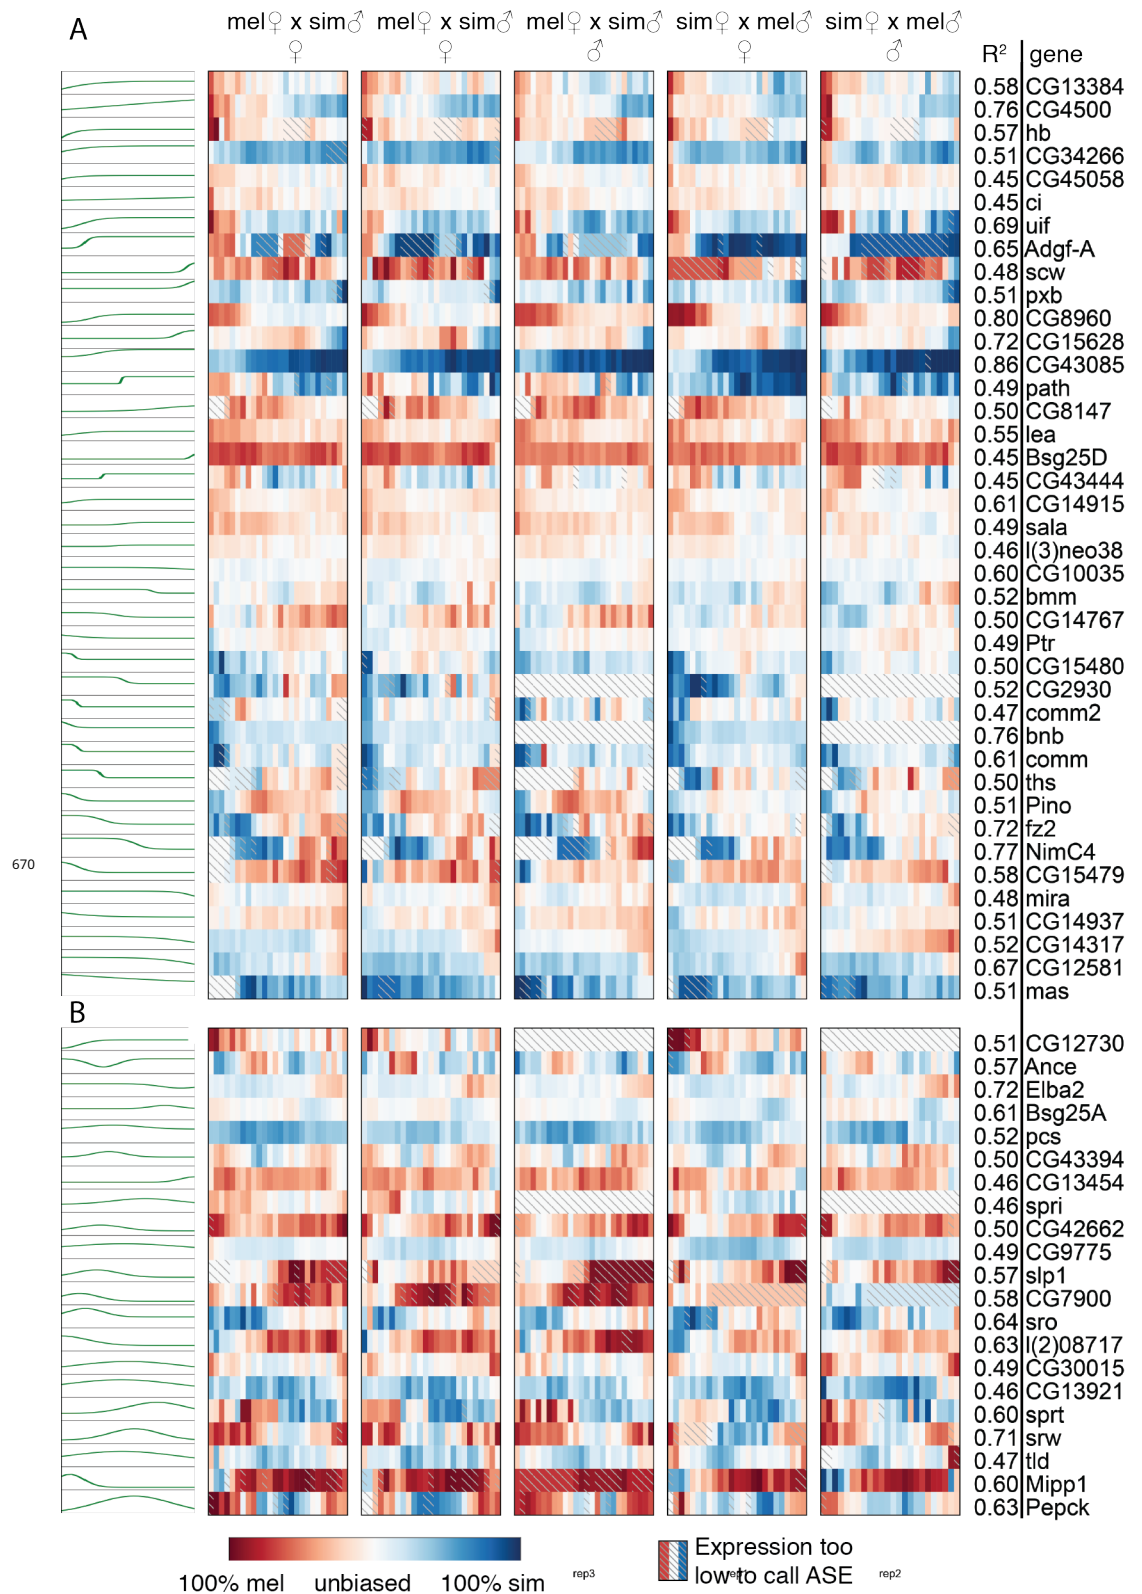 A
mel♀ x sim♂ mel♀ x sim♂ mel♀ x sim♂ sim♀ x mel♂ sim♀ x mel♂
♀ ♀ ♂ ♀ ♂
R² gene
0.58 CG13384
0.76 CG4500
0.57 hb
0.51 CG34266
0.45 CG45058
0.45 ci
0.69 uif
0.65 Adgf-A
0.48 scw
0.51 pxb
0.80 CG8960
0.72 CG15628
0.86 CG43085
0.49 path
0.50 CG8147
0.55 lea
0.45 Bsg25D
0.45 CG43444
0.61 CG14915
0.49 sala
0.46 l(3)neo38
0.60 CG10035
0.52 bmm
0.50 CG14767
0.49 Ptr
0.50 CG15480
0.52 CG2930
0.47 comm2
0.76 bnb
0.61 comm
0.50 ths
0.51 Pino
0.72 fz2
0.77 NimC4
670
0.58 CG15479
0.48 mira
0.51 CG14937
0.52 CG14317
0.67 CG12581
0.51 mas
B
0.51 CG12730
0.57 Ance
0.72 Elba2
0.61 Bsg25A
0.52 pcs
0.50 CG43394
0.46 CG13454
0.46 spri
0.50 CG42662
0.49 CG9775
0.57 slp1
0.58 CG7900
0.64 sro
0.63 l(2)08717
0.49 CG30015
0.46 CG13921
0.60 sprt
0.71 srw
0.47 tld
0.60 Mipp1
0.63 Pepck
100% mel unbiased 100% sim
Expression too
low to call ASE
rep3 rep1 rep2